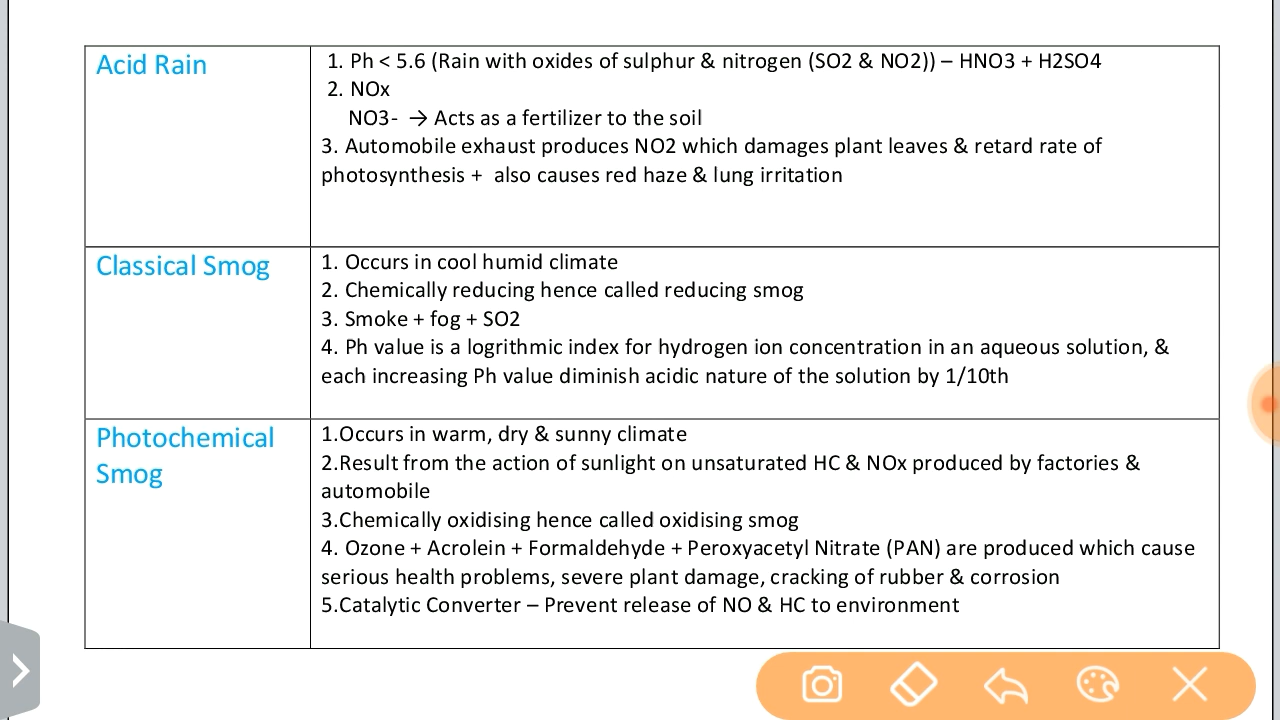 Acid Rain
1. Ph < 5.6 (Rain with oxides of sulphur & nitrogen (SO2 & NO2)) – HNO3 + H2SO4
2. NOx
NO3- → Acts as a fertilizer to the soil
3. Automobile exhaust produces NO2 which damages plant leaves & retard rate of
photosynthesis + also causes red haze & lung irritation
Classical Smog
1. Occurs in cool humid climate
2. Chemically reducing hence called reducing smog
3. Smoke + fog + SO2
4. Ph value is a logrithmic index for hydrogen ion concentration in an aqueous solution, &
each increasing Ph value diminish acidic nature of the solution by 1/10th
Photochemical
Smog
1.Occurs in warm, dry & sunny climate
2.Result from the action of sunlight on unsaturated HC & NOx produced by factories &
automobile
3.Chemically oxidising hence called oxidising smog
4. Ozone + Acrolein + Formaldehyde + Peroxyacetyl Nitrate (PAN) are produced which cause
serious health problems, severe plant damage, cracking of rubber & corrosion
5.Catalytic Converter – Prevent release of NO & HC to environment